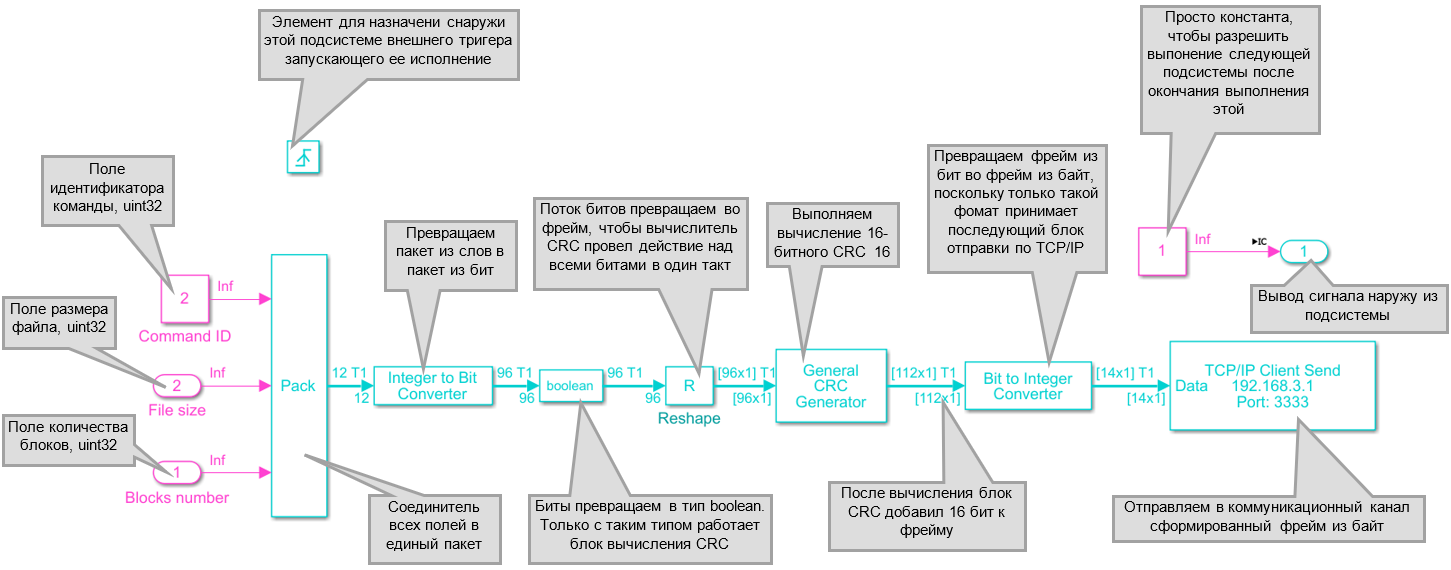 Элемент для назначени снаружи
этой подсистеме внешнего тригера
запускающего ее исполнение
Просто константа,
чтобы разрешить
выпонение следующей
подсистемы после
окончания выполнения
этой
Поле
идентификатора
команды, uint32
Превращаем
пакет из слов в
пакет из бит
Поток битов превращаем во
фрейм, чтобы вычислитель
CRC провел действие над
всеми битами в один такт
Выполняем
вычисление 16-
битного CRC 16
Превращаем фрейм из
бит во фрейм из байт,
поскольку только такой
фомат принимает
последующий блок
отправки по TCP/IP
1
Inf
IC
1
Вывод сигнала наружу из
подсистемы
2
Inf
Command ID
Поле размера
файла, uint32
2
Inf
File size
Поле количества
блоков, uint32
1
Inf
Blocks number
Pack
12 T1
12
Integer to Bit
Converter
96 T1
96
boolean
96 T1
96
R
Reshape
[96x1] T1
[96x1]
General
CRC
Generator
[112x1] T1
[112x1]
Bit to Integer
Converter
[14x1] T1
[14x1]
Data
TCP/IP Client Send
192.168.3.1
Port: 3333
Соединитель
всех полей в
единый пакет
Биты превращаем в тип boolean.
Только с таким типом работает
блок вычисления CRC
После вычисления блок
CRC добавил 16 бит к
фрейму
Отправляем в коммуникационный канал
сформированный фрейм из байт